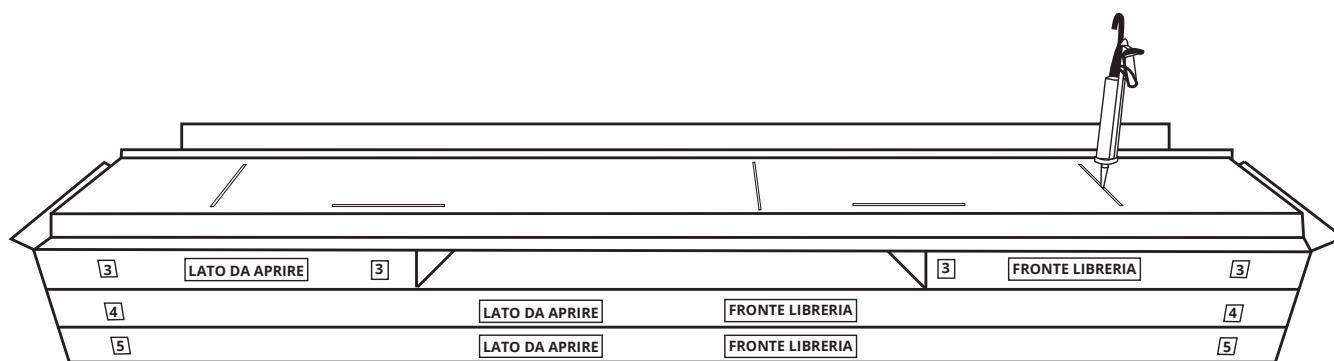 3 LATO DA APRIRE 3 3 FRONTE LIBRERIA 3
4 LATO DA APRIRE FRONTE LIBRERIA 4
5 LATO DA APRIRE FRONTE LIBRERIA 5